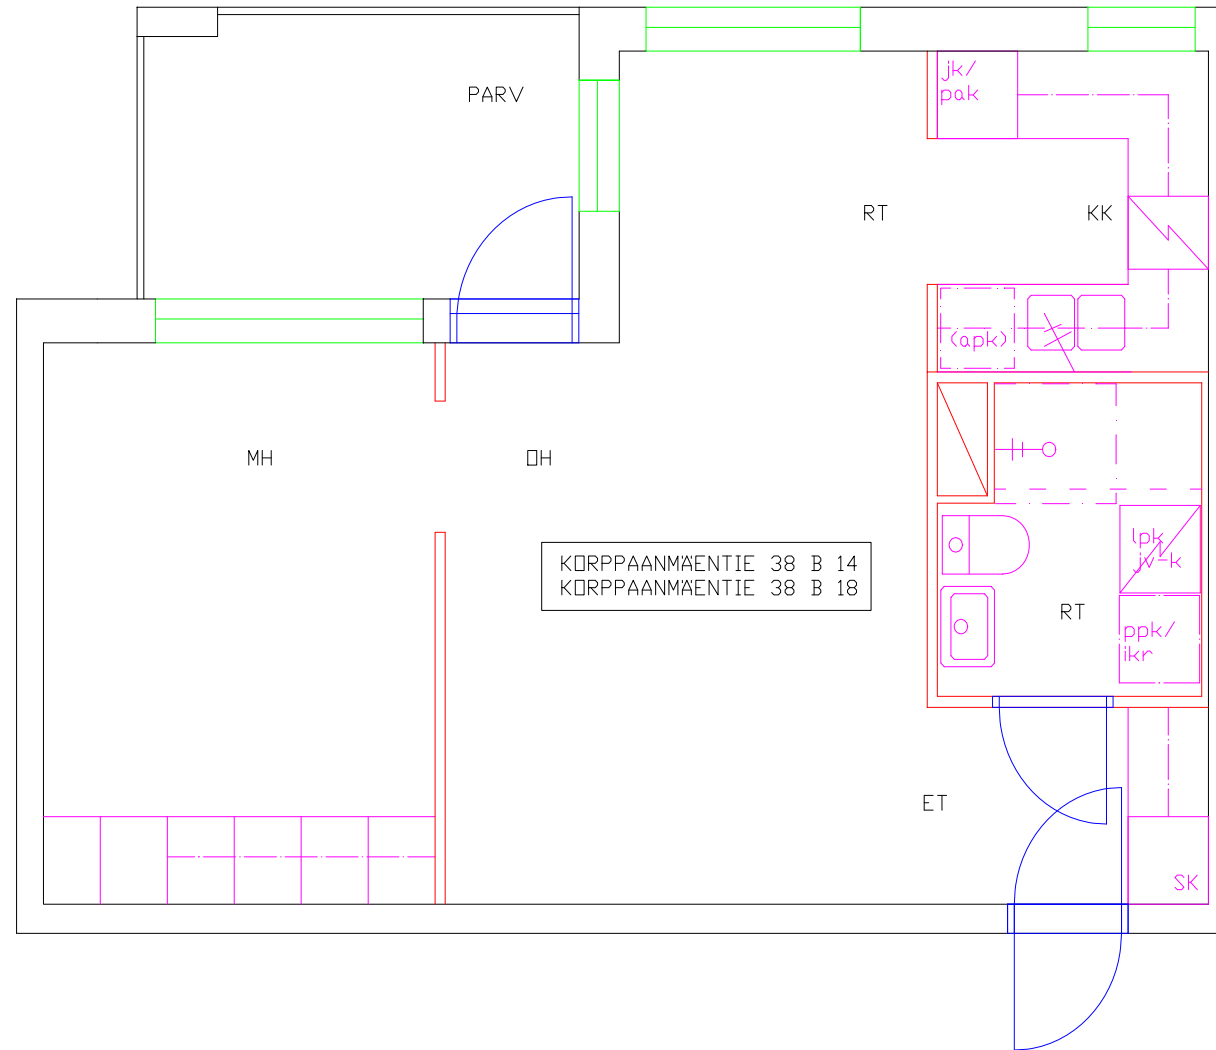 jk/
pak
PARV
RT
KK
(apk)
MH
OH
KORPPAANMÄENTIE 38 B 14
KORPPAANMÄENTIE 38 B 18
lpk
jv-k
RT
ppk/
ikr
ET
SK